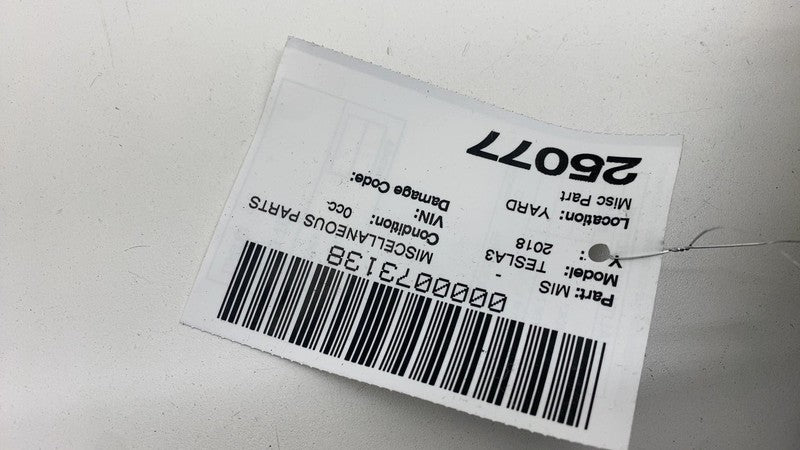 0000073138
Part: MIS - MISCELLANEOUS PARTS
Model: TESLA3 Condition: 0cc
Y : 2018 VIN:
Location: YARD Damage Code:
Misc Part
25077